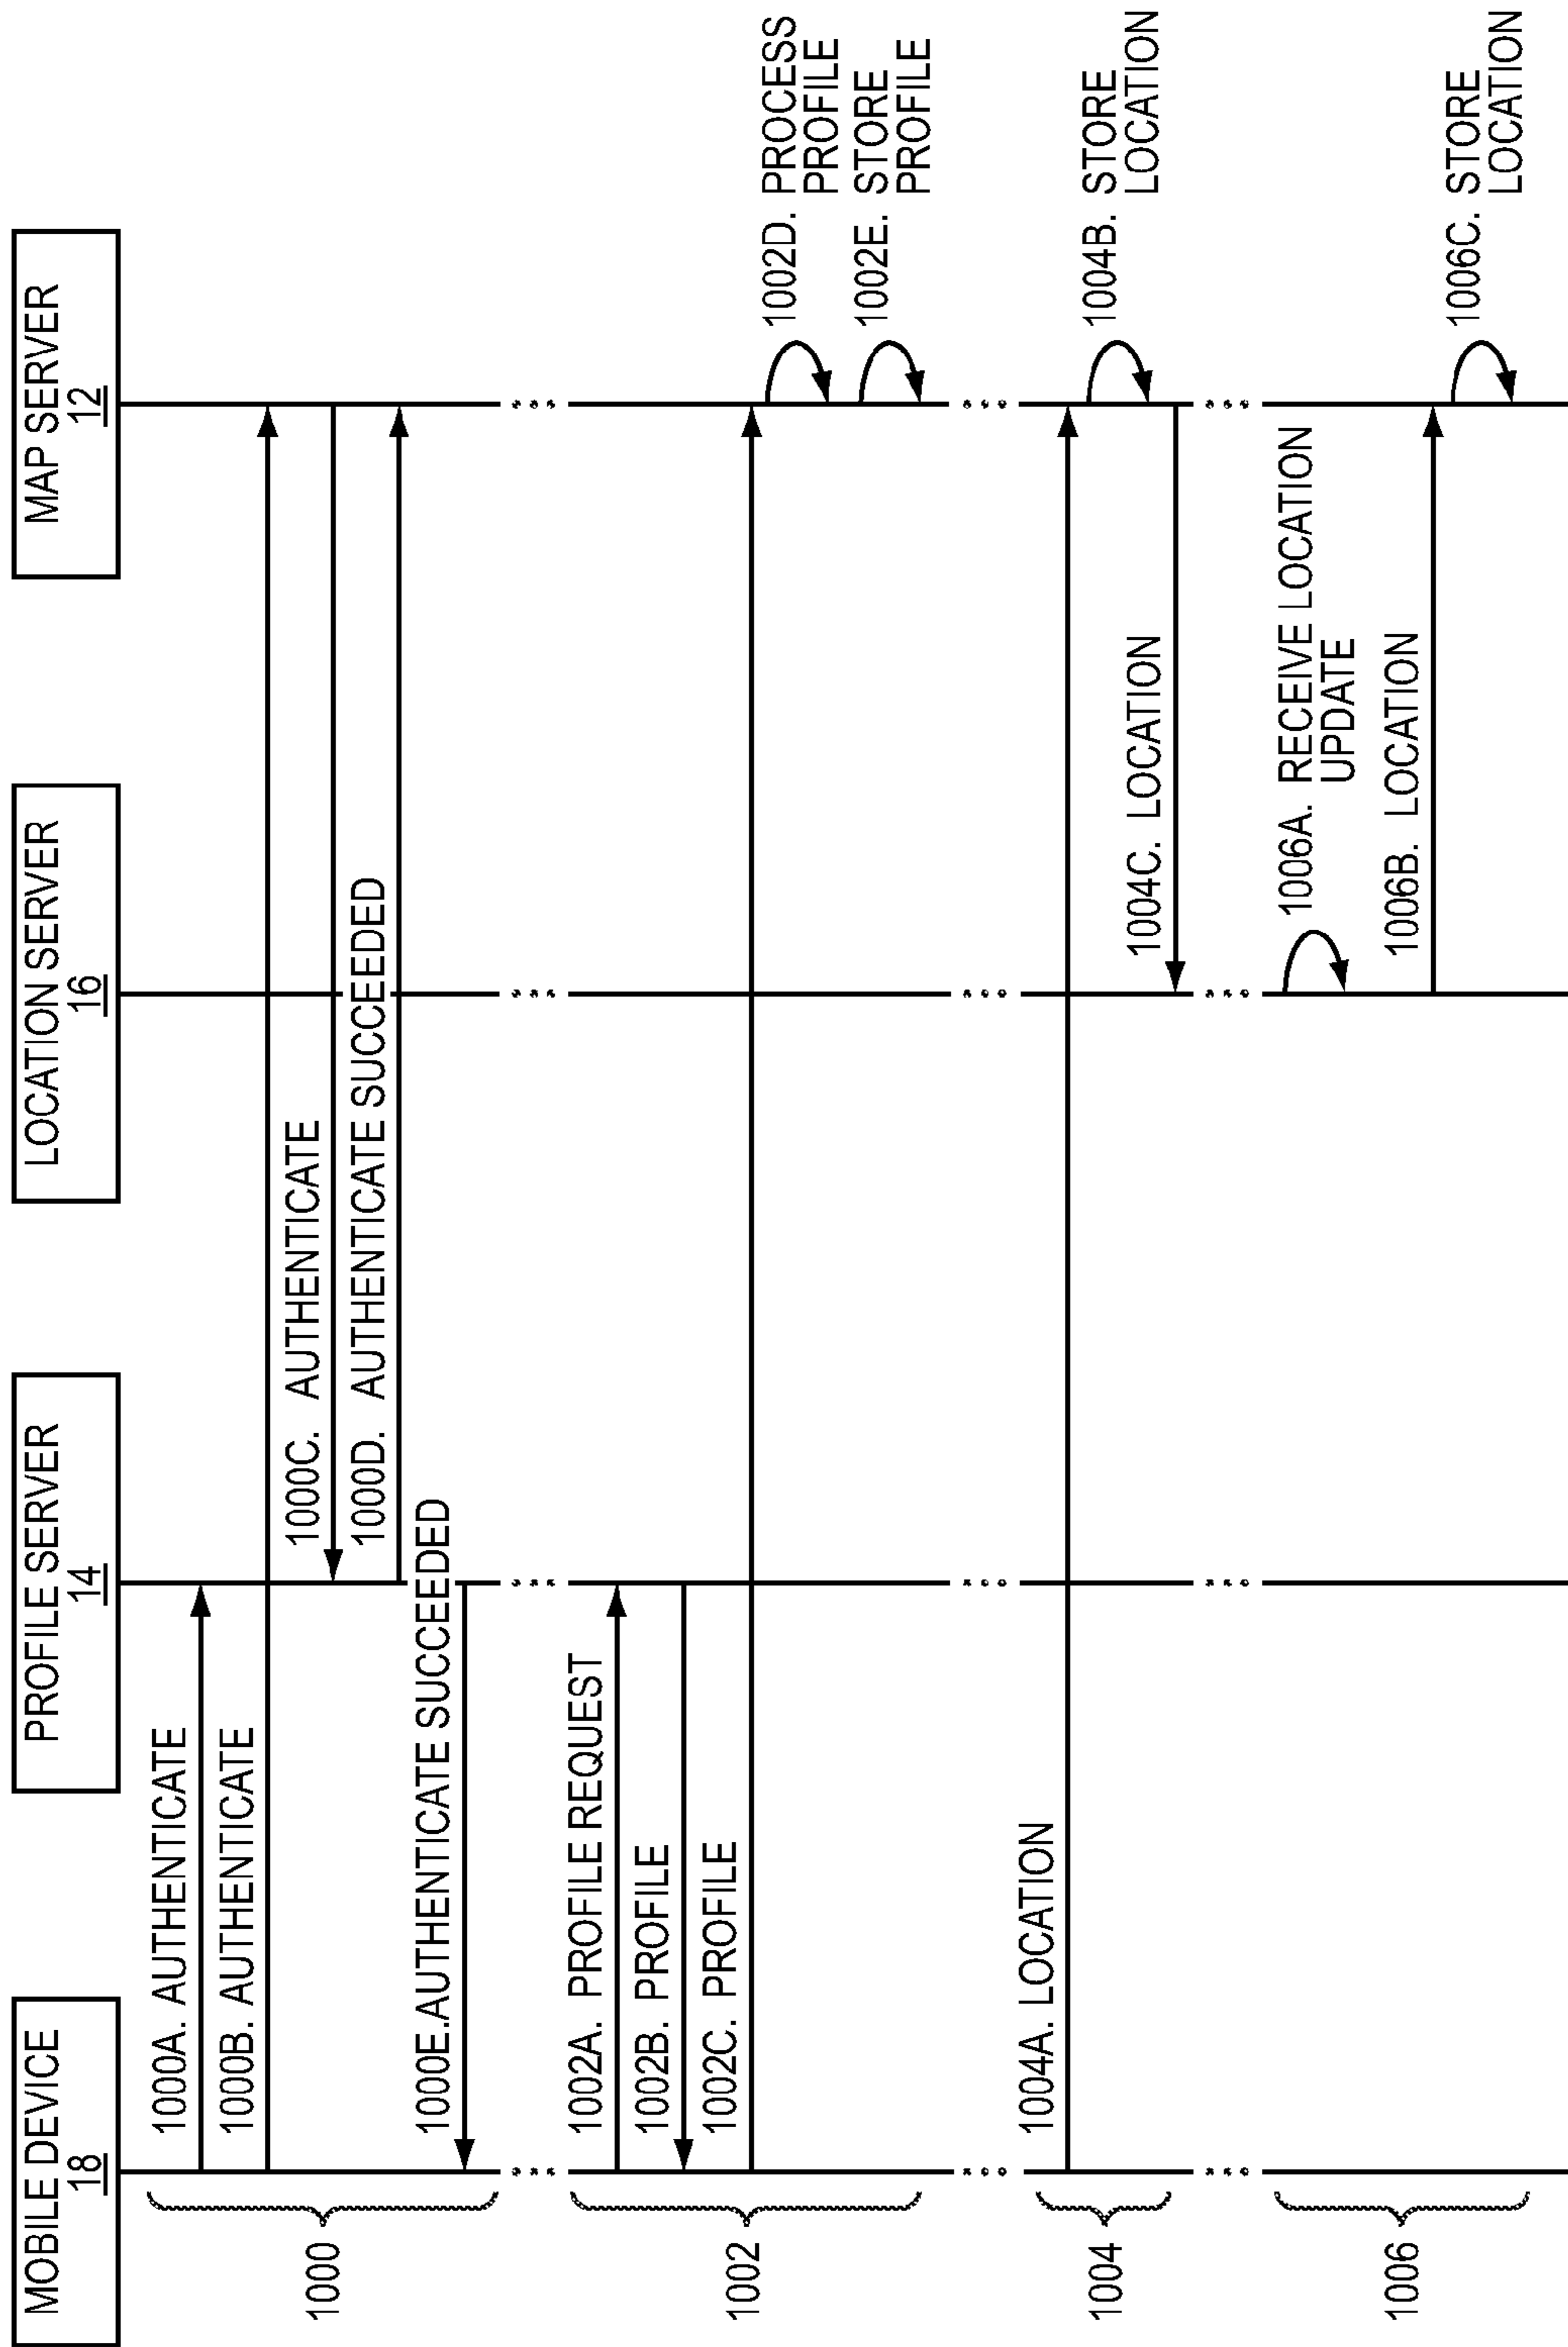 MOBILE DEVICE
18
PROFILE SERVER
14
LOCATION SERVER
16
MAP SERVER
12
1000
1000A. AUTHENTICATE
1000B. AUTHENTICATE
1000C. AUTHENTICATE
1000D. AUTHENTICATE SUCCEEDED
1000E.AUTHENTICATE SUCCEEDED
1002
1002A. PROFILE REQUEST
1002B. PROFILE
1002C. PROFILE
1002D. PROCESS
PROFILE
1002E. STORE
PROFILE
1004
1004A. LOCATION
1004B. STORE
LOCATION
1004C. LOCATION
1006
1006A. RECEIVE LOCATION
UPDATE
1006B. LOCATION
1006C. STORE
LOCATION